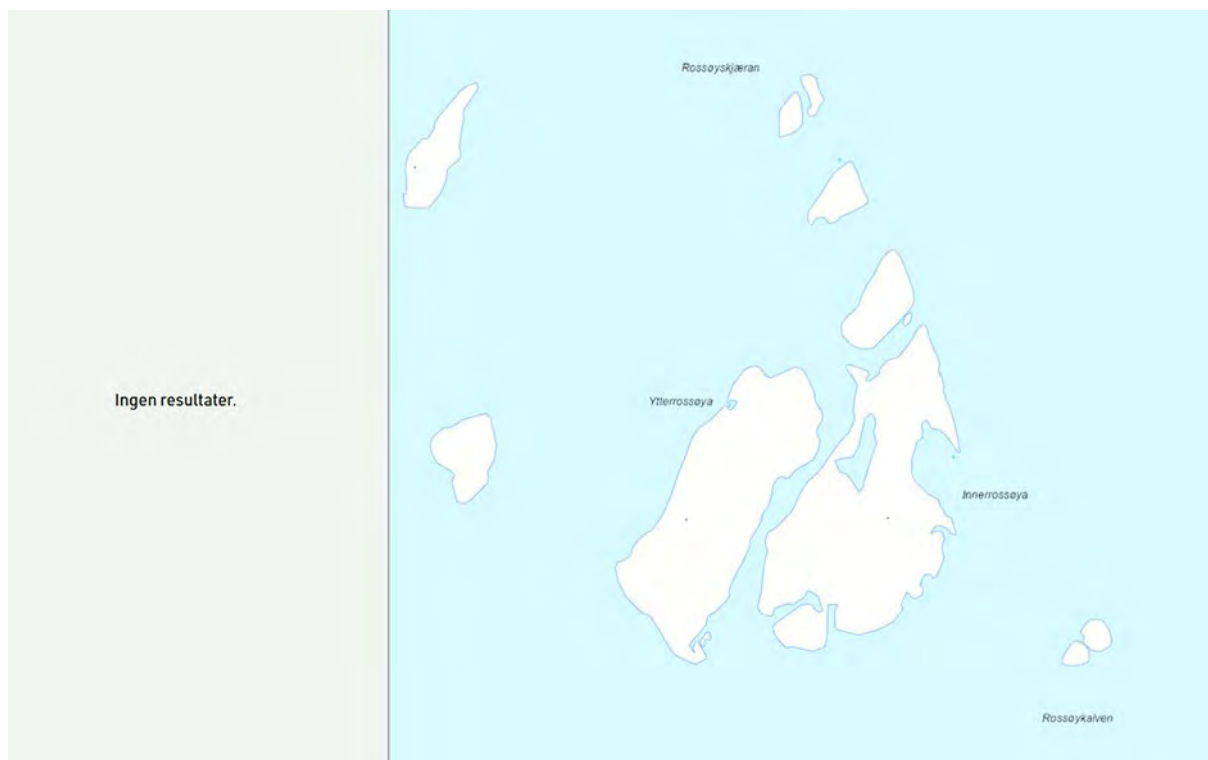 Rossøyskjæran
Ingen resultater.
Ytterrossøya
Innerrossøya
Rossøykalven